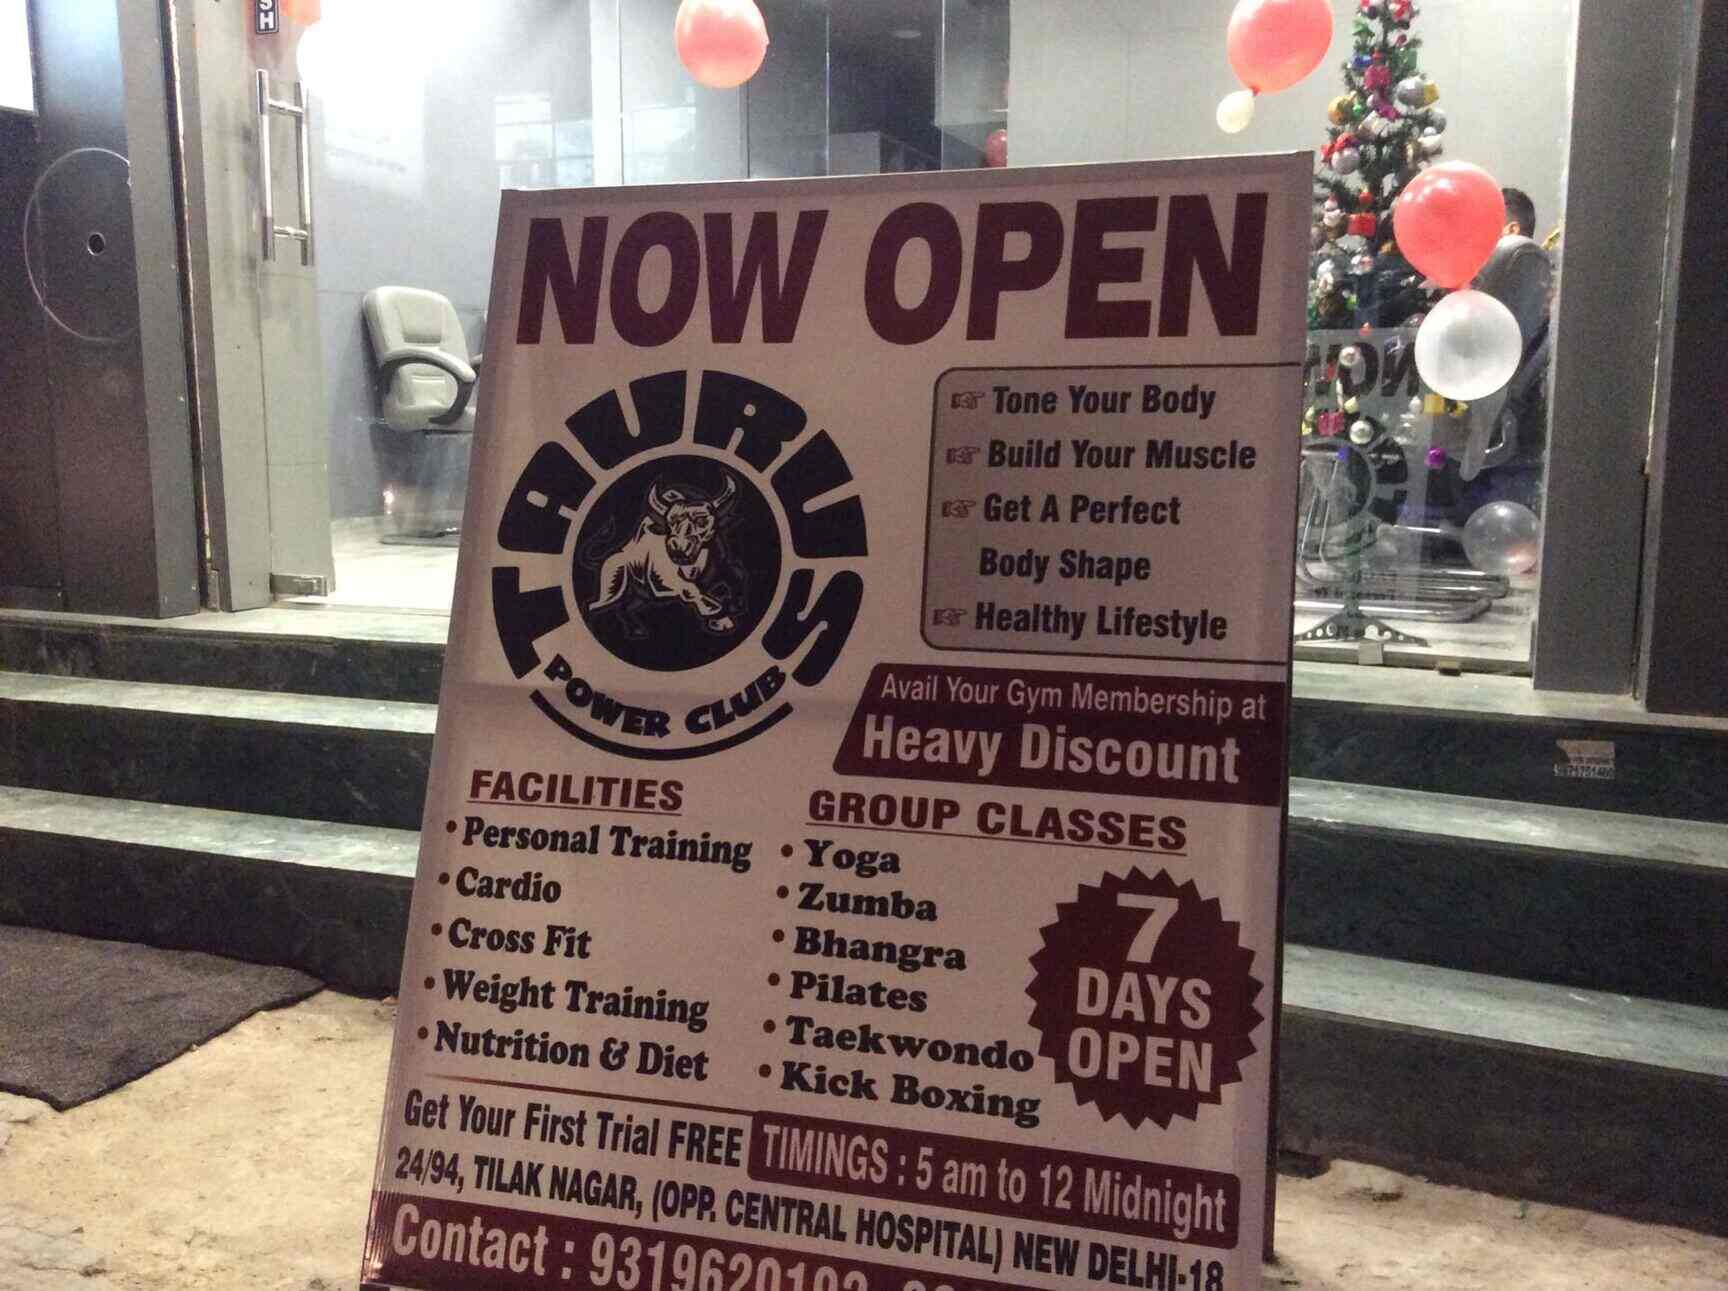 NOW OPEN
TAURUS
POWER CLUB
Tone Your Body
Build Your Muscle
Get A Perfect
Body Shape
Healthy Lifestyle
Avail Your Gym Membership at
Heavy Discount
FACILITIES
• Personal Training
• Cardio
• Cross Fit
• Weight Training
• Nutrition & Diet
GROUP CLASSES
• Yoga
• Zumba
• Bhangra
• Pilates
• Taekwondo
• Kick Boxing
7
DAYS
OPEN
Get Your First Trial FREE
TIMINGS : 5 am to 12 Midnight
24/94, TILAK NAGAR, (OPP. CENTRAL HOSPITAL) NEW DELHI-18
Contact :